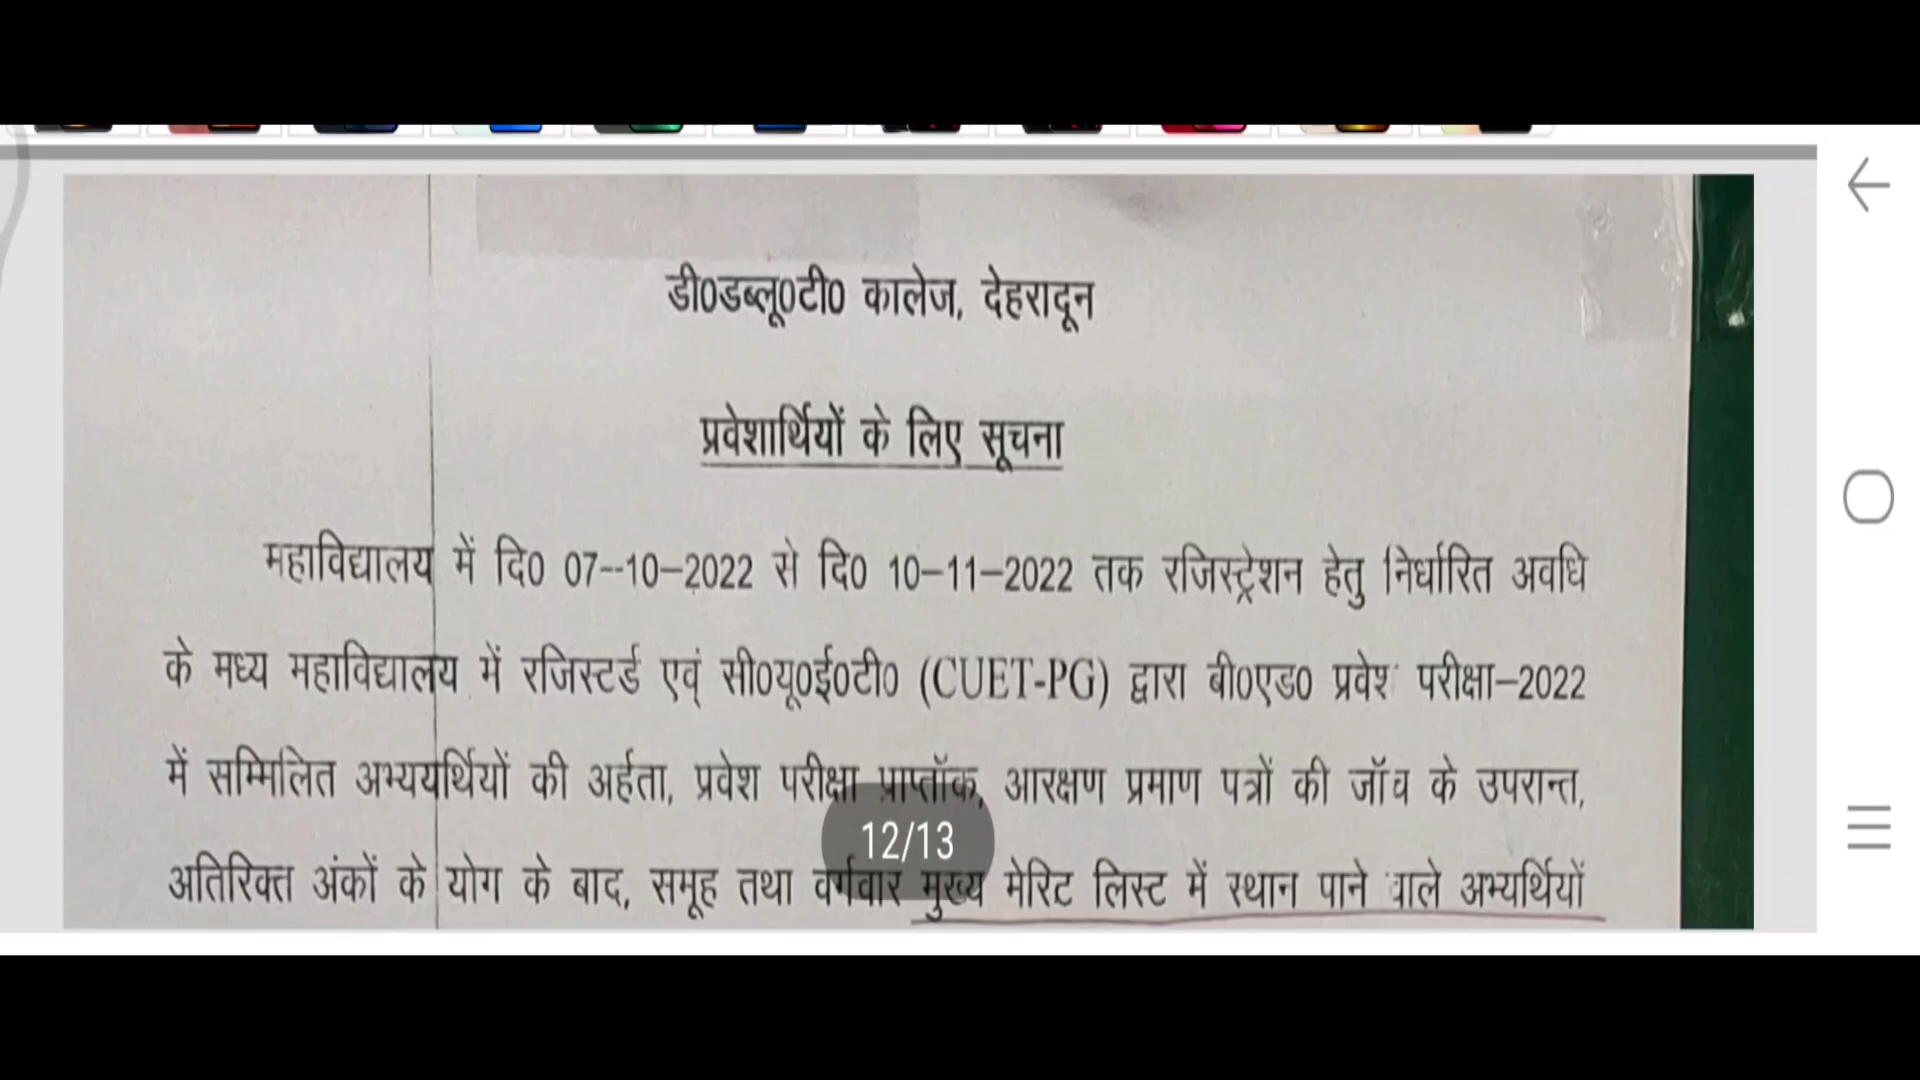 डी0डब्लू0टी0 कालेज, देहरादून
प्रवेशार्थियों के लिए सूचना
महाविद्यालय में दि0 07--10-2022 से दि0 10-11-2022 तक रजिस्ट्रेशन हेतु निर्धारित अवधि
के मध्य महाविद्यालय में रजिस्टर्ड एवं सी0यू0ई0टी0 (CUET-PG) द्वारा बी0एड0 प्रवेश परीक्षा-2022
में सम्मिलित अभ्यर्यर्थियों की अर्हता, प्रवेश परीक्षा प्राप्तॉक, आरक्षण प्रमाण पत्रों की जॉच के उपरान्त,
अतिरिक्त अंकों के योग के बाद, समूह तथा वर्गवार मुख्य मेरिट लिस्ट में स्थान पाने वाले अभ्यर्थियों
12/13